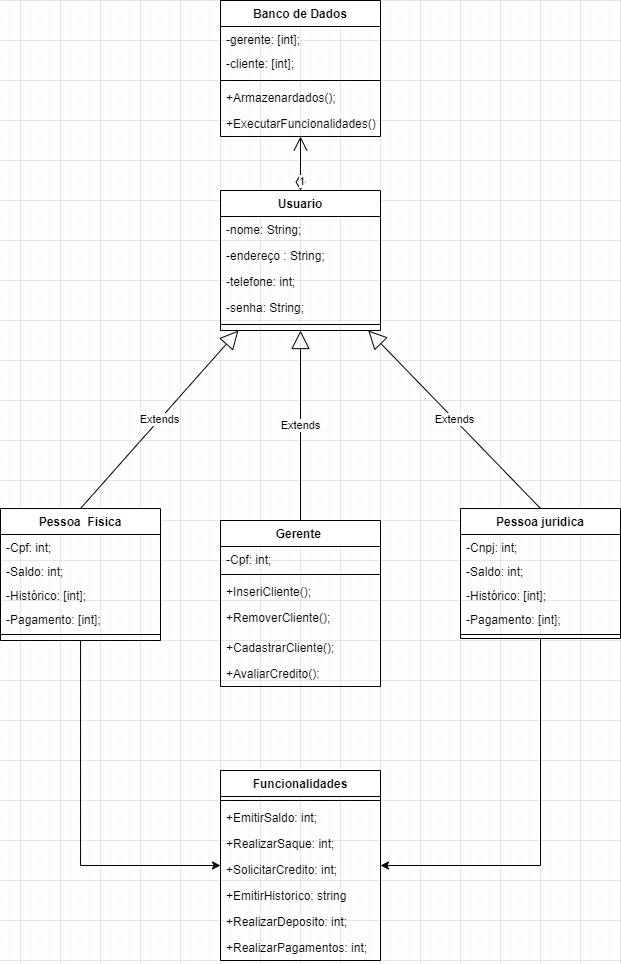 Banco de Dados
-gerente: [int];
-cliente: [int];
+Armazenardados();
+ExecutarFuncionalidades()
1
Usuario
-nome: String;
-endereço : String;
-telefone: int;
-senha: String;
Extends
Extends
Extends
Pessoa  Fisica
-Cpf: int;
-Saldo: int;
-Histórico: [int];
-Pagamento: [int];
Gerente
-Cpf: int;
+InseriCliente();
+RemoverCliente();
+CadastrarCliente();
+AvaliarCredito():
Pessoa juridica
-Cnpj: int;
-Saldo: int;
-Histórico: [int];
-Pagamento: [int];
Funcionalidades
+EmitirSaldo: int;
+RealizarSaque: int;
+SolicitarCredito: int;
+EmitirHistorico: string
+RealizarDeposito: int;
+RealizarPagamentos: int;